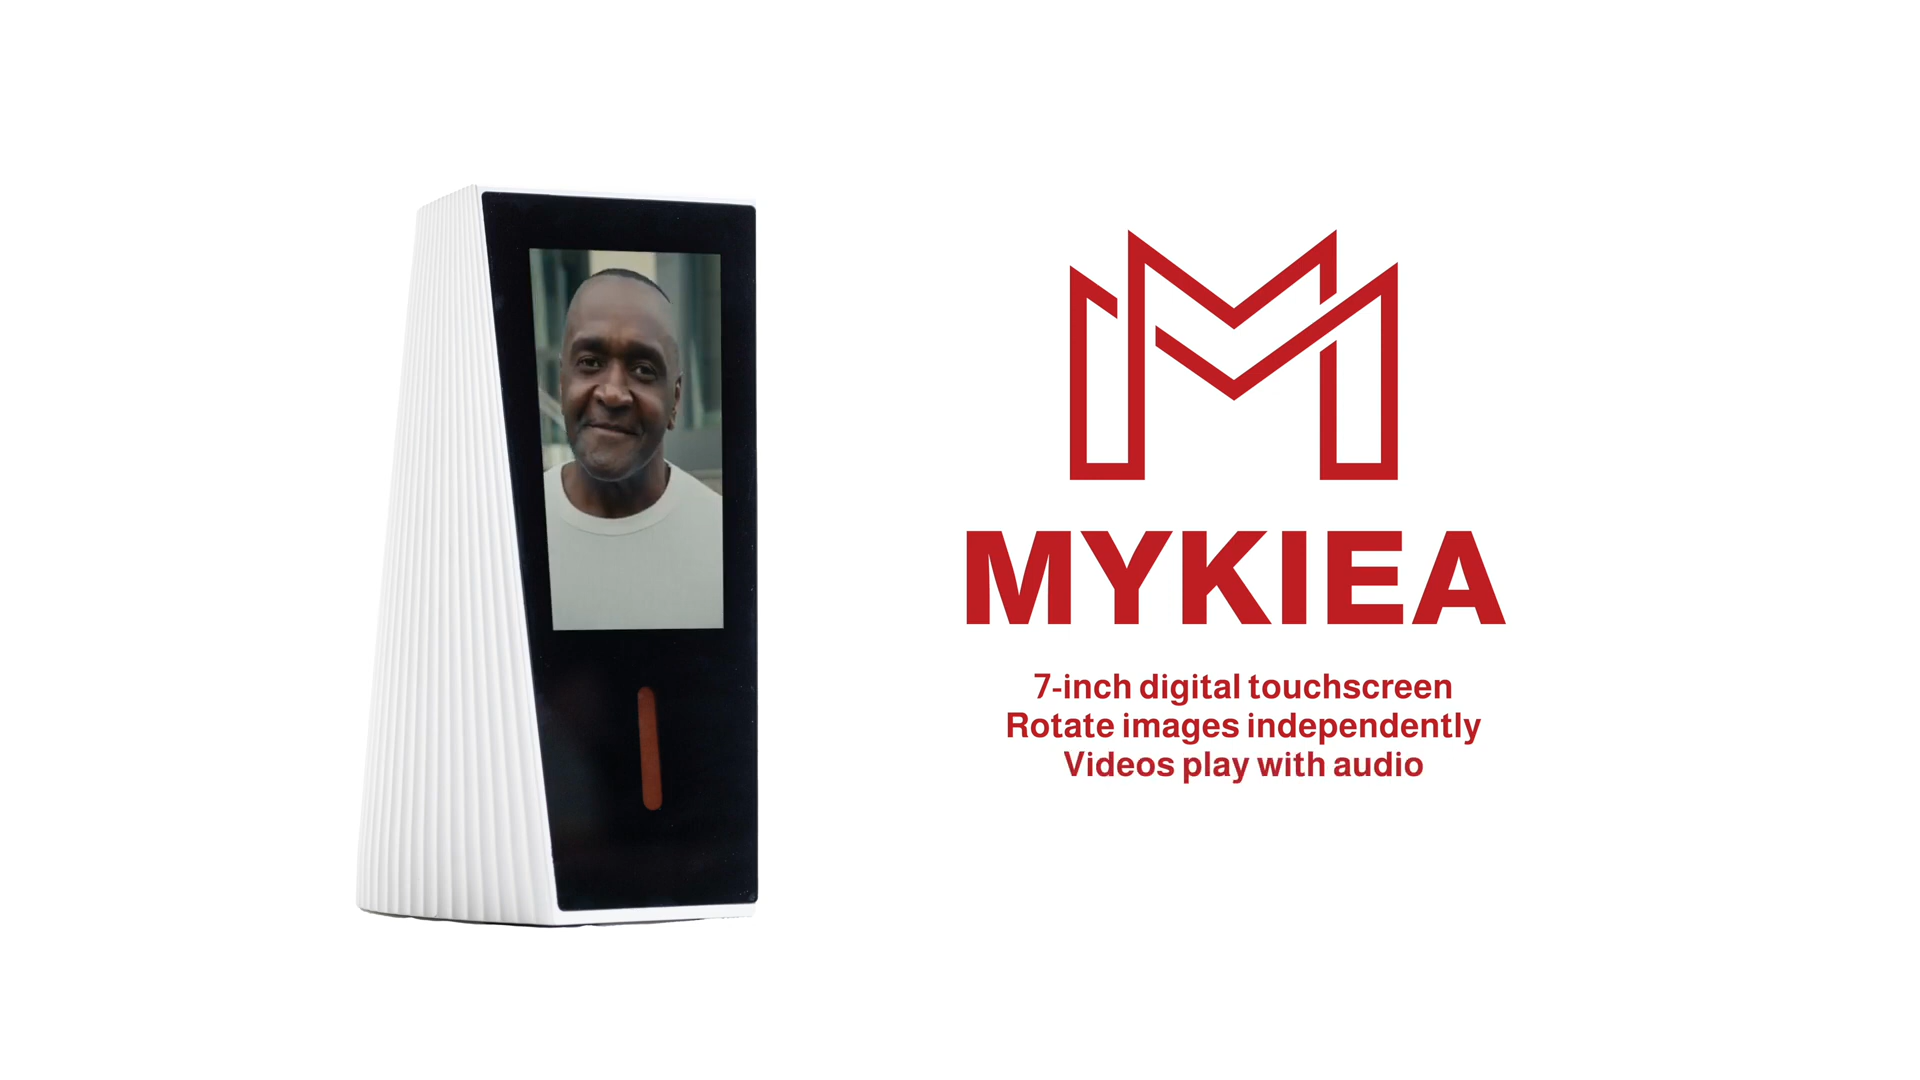 MYKIEA
7-inch digital touchscreen
Rotate images independently
Videos play with audio